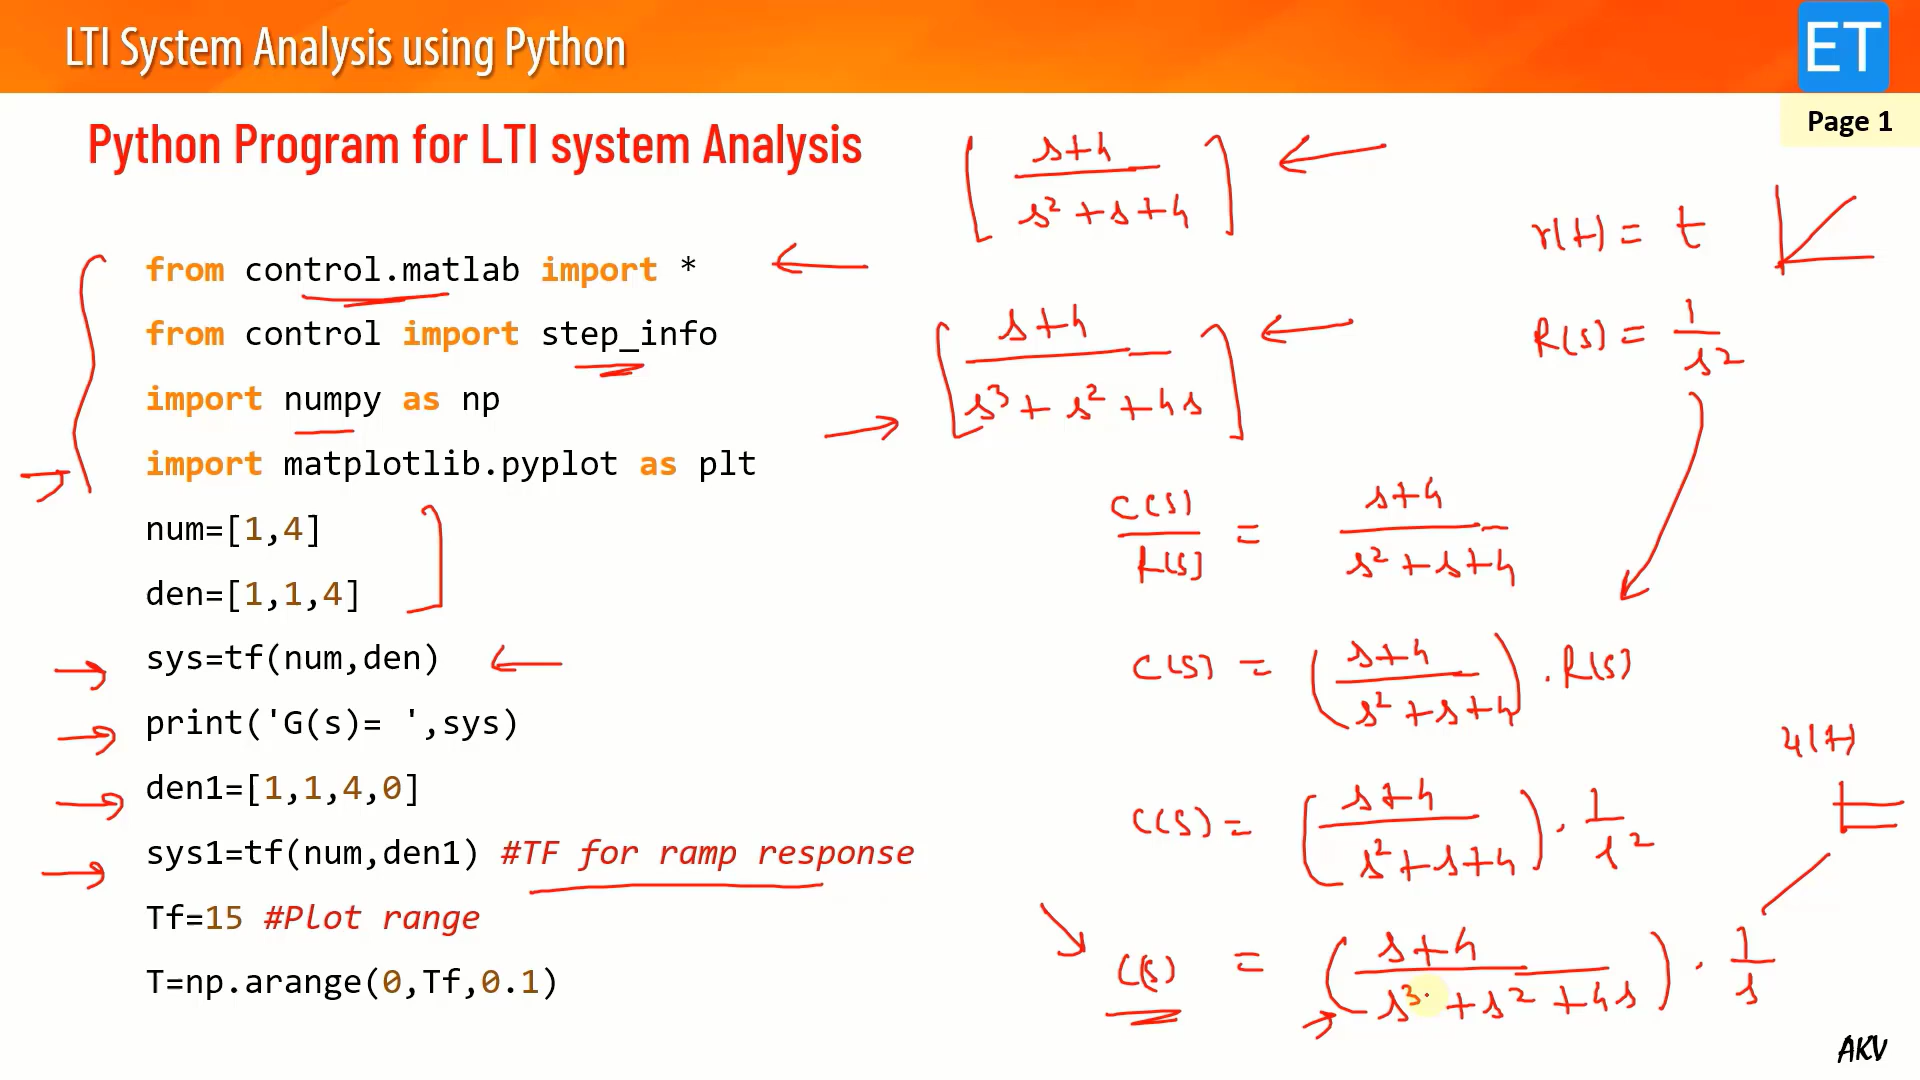 LTI System Analysis using Python
ET
Page 1
Python Program for LTI system Analysis
from control.matlab import *
from control import step_info
import numpy as np
import matplotlib.pyplot as plt
num=[1,4]
den=[1,1,4]
sys=tf(num,den)
print('G(s)= ',sys)
den1=[1,1,4,0]
sys1=tf(num,den1) #TF for ramp response
Tf=15 #Plot range
T=np.arange(0,Tf,0.1)
[ s+4
s² + s + 4 ]
[ s+4
s³ + s² + 4s ]
r(t) = t
R(s) = 1
s²
C(s) = s+4
R(s) s² + s + 4
C(s) = ( s+4
s² + s + 4 ) . R(s)
C(s) = ( s+4
s² + s + 4 ) . 1
s²
u(t)
C(s) = ( s+4
s³ + s² + 4s ) . 1
s
AKV